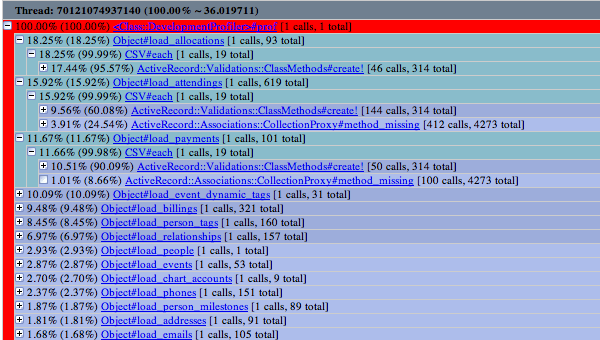 Thread: 70121074937140 (100.00% ~ 36.019711)
100.00% (100.00%) <Class::DevelopmentProfiler>#prof [1 calls, 1 total]
18.25% (18.25%) Object#load_allocations [1 calls, 93 total]
18.25% (99.99%) CSV#each [1 calls, 19 total]
17.44% (95.57%) ActiveRecord::Validations::ClassMethods#create! [46 calls, 314 total]
15.92% (15.92%) Object#load_attendings [1 calls, 619 total]
15.92% (99.99%) CSV#each [1 calls, 19 total]
9.56% (60.08%) ActiveRecord::Validations::ClassMethods#create! [144 calls, 314 total]
3.91% (24.54%) ActiveRecord::Associations::CollectionProxy#method_missing [412 calls, 4273 total]
11.67% (11.67%) Object#load_payments [1 calls, 101 total]
11.66% (99.98%) CSV#each [1 calls, 19 total]
10.51% (90.09%) ActiveRecord::Validations::ClassMethods#create! [50 calls, 314 total]
1.01% (8.66%) ActiveRecord::Associations::CollectionProxy#method_missing [100 calls, 4273 total]
10.09% (10.09%) Object#load_event_dynamic_tags [1 calls, 31 total]
9.48% (9.48%) Object#load_billings [1 calls, 321 total]
8.45% (8.45%) Object#load_person_tags [1 calls, 160 total]
6.97% (6.97%) Object#load_relationships [1 calls, 157 total]
2.93% (2.93%) Object#load_people [1 calls, 1 total]
2.87% (2.87%) Object#load_events [1 calls, 53 total]
2.70% (2.70%) Object#load_chart_accounts [1 calls, 9 total]
2.37% (2.37%) Object#load_phones [1 calls, 151 total]
1.87% (1.87%) Object#load_person_milestones [1 calls, 89 total]
1.81% (1.81%) Object#load_addresses [1 calls, 91 total]
1.68% (1.68%) Object#load_emails [1 calls, 105 total]